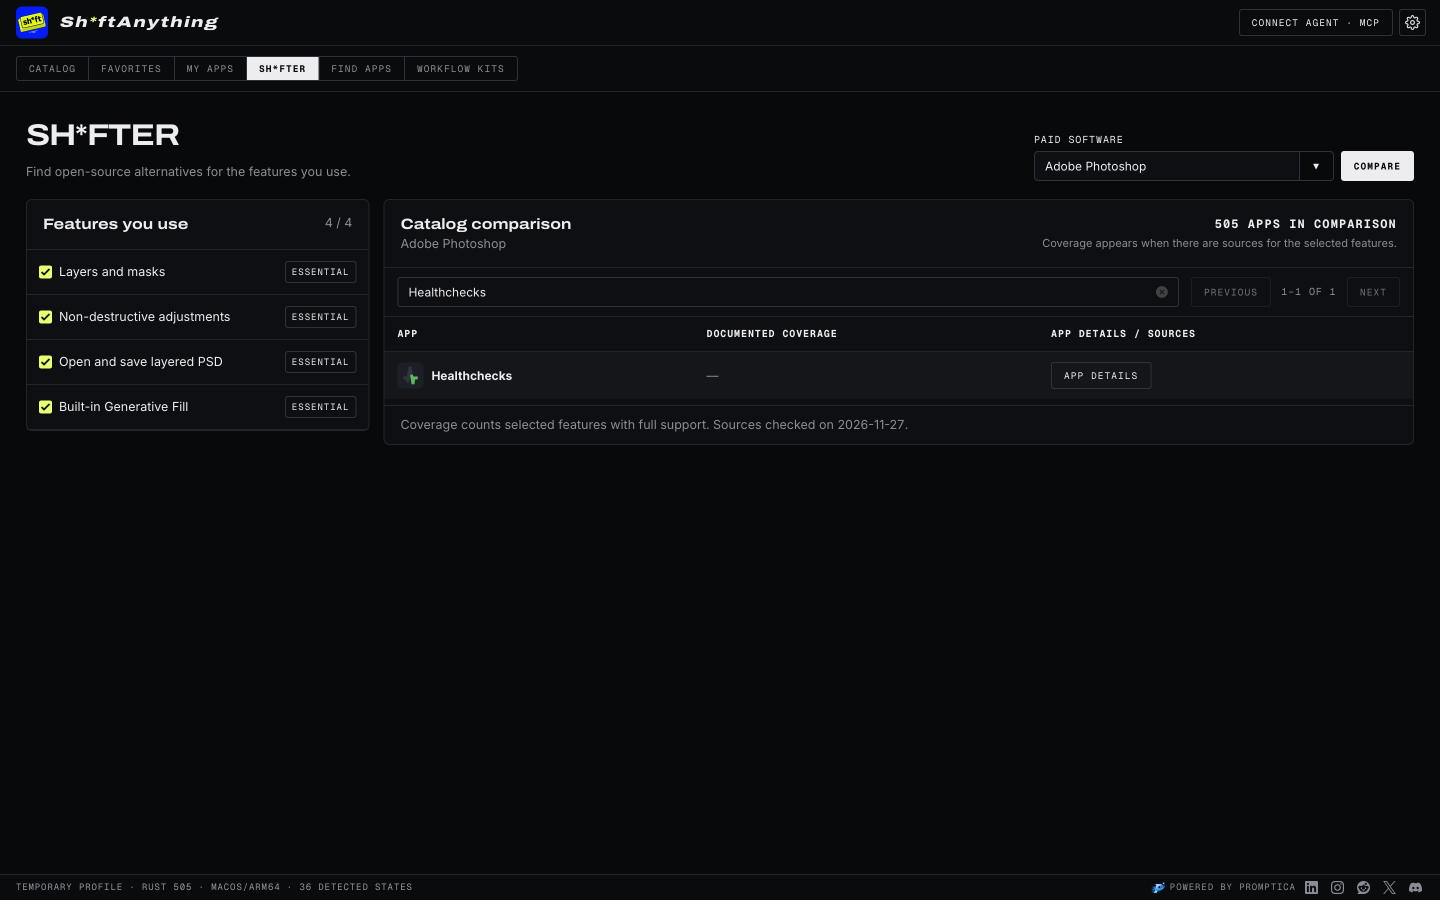 sh*ft
Sh*ftAnything
CONNECT AGENT · MCP
CATALOG
FAVORITES
MY APPS
SH*FTER
FIND APPS
WORKFLOW KITS
SH*FTER
Find open-source alternatives for the features you use.
PAID SOFTWARE
Adobe Photoshop
COMPARE
Features you use
4 / 4
Layers and masks
ESSENTIAL
Non-destructive adjustments
ESSENTIAL
Open and save layered PSD
ESSENTIAL
Built-in Generative Fill
ESSENTIAL
Catalog comparison
Adobe Photoshop
505 APPS IN COMPARISON
Coverage appears when there are sources for the selected features.
Healthchecks
PREVIOUS
1–1 OF 1
NEXT
APP
DOCUMENTED COVERAGE
APP DETAILS / SOURCES
Healthchecks
—
APP DETAILS
Coverage counts selected features with full support. Sources checked on 2026-11-27.
TEMPORARY PROFILE · RUST 505 · MACOS/ARM64 · 36 DETECTED STATES
POWERED BY PROMPTICA